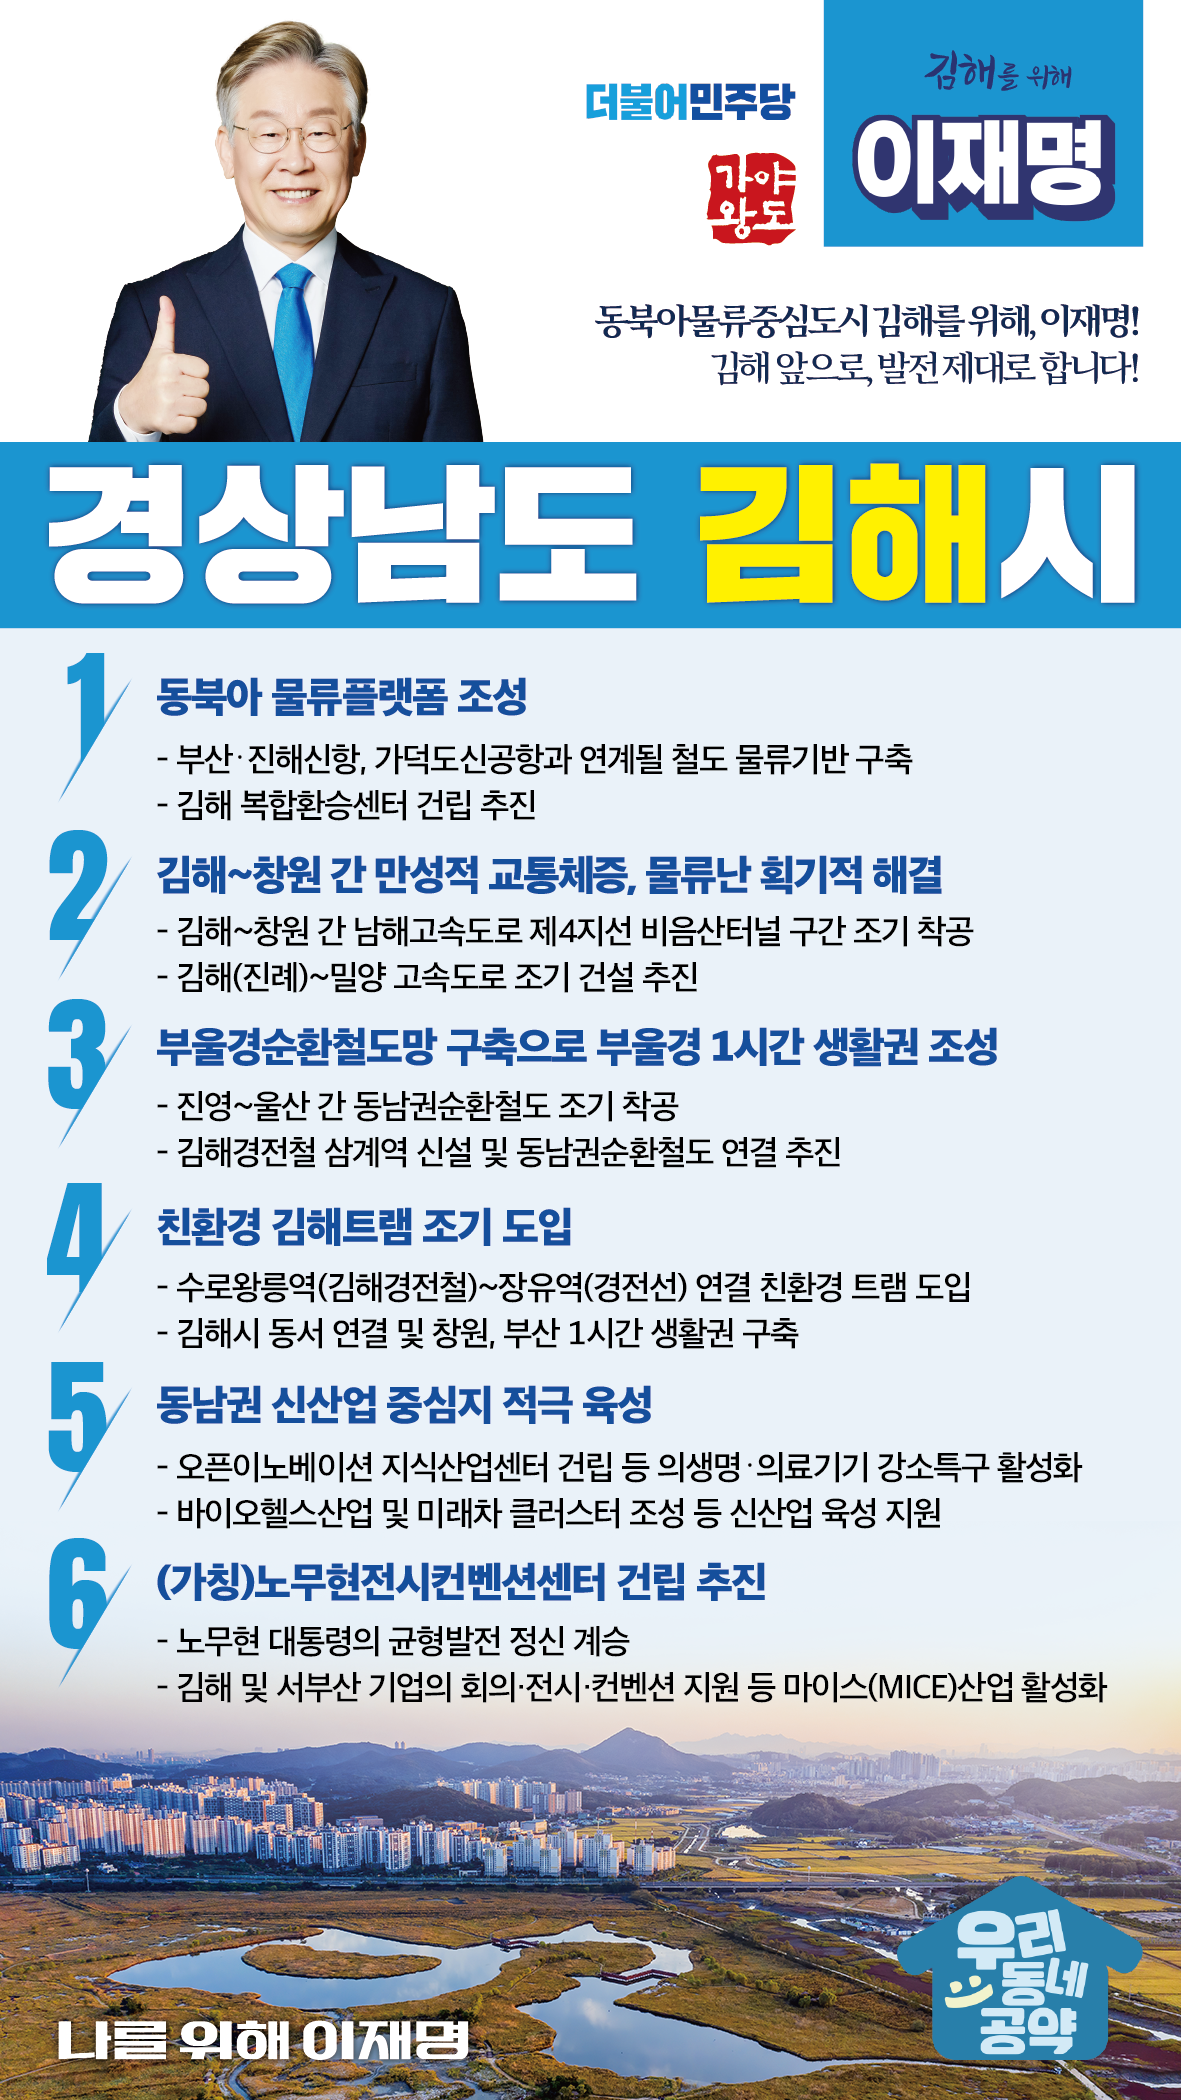 김해를 위해
이재명
더불어민주당
가야
왕도
동북아물류중심도시 김해를 위해, 이재명!
김해 앞으로, 발전 제대로 합니다!
경상남도 김해시
1
동북아 물류플랫폼 조성
- 부산·진해신항, 가덕도신공항과 연계될 철도 물류기반 구축
- 김해 복합환승센터 건립 추진
2
김해~창원 간 만성적 교통체증, 물류난 획기적 해결
- 김해~창원 간 남해고속도로 제4지선 비음산터널 구간 조기 착공
- 김해(진례)~밀양 고속도로 조기 건설 추진
3
부울경순환철도망 구축으로 부울경 1시간 생활권 조성
- 진영~울산 간 동남권순환철도 조기 착공
- 김해경전철 삼계역 신설 및 동남권순환철도 연결 추진
4
친환경 김해트램 조기 도입
- 수로왕릉역(김해경전철)~장유역(경전선) 연결 친환경 트램 도입
- 김해시 동서 연결 및 창원, 부산 1시간 생활권 구축
5
동남권 신산업 중심지 적극 육성
- 오픈이노베이션 지식산업센터 건립 등 의생명·의료기기 강소특구 활성화
- 바이오헬스산업 및 미래차 클러스터 조성 등 신산업 육성 지원
6
(가칭)노무현전시컨벤션센터 건립 추진
- 노무현 대통령의 균형발전 정신 계승
- 김해 및 서부산 기업의 회의·전시·컨벤션 지원 등 마이스(MICE)산업 활성화
우리
동네
공약
나를 위해 이재명